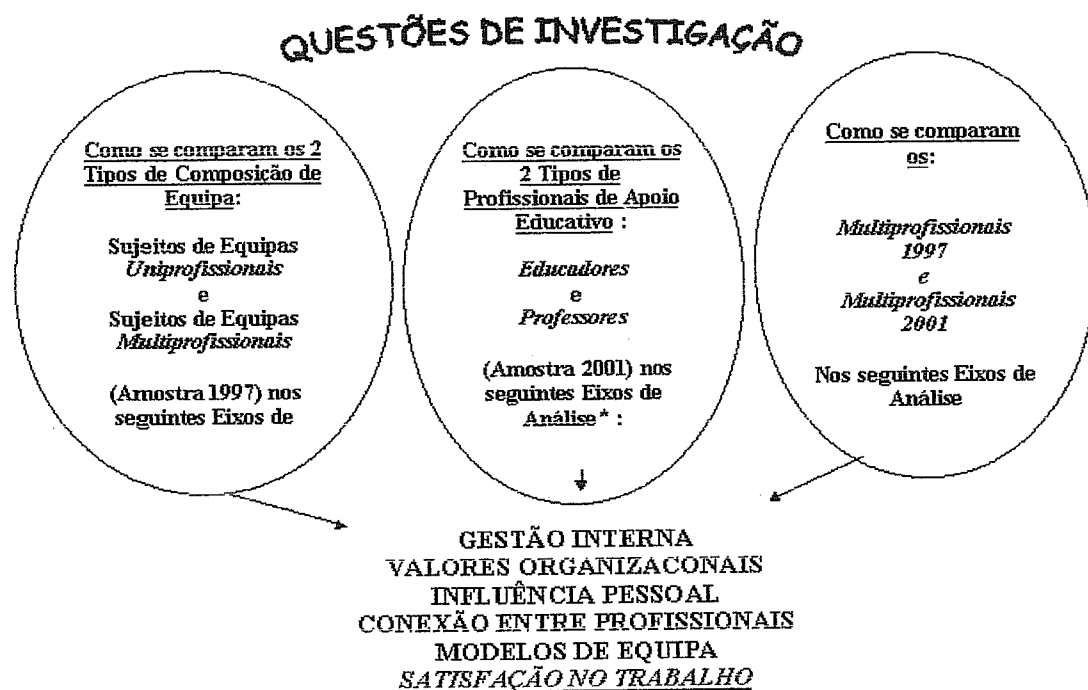 QUESTÕES DE INVESTIGAÇÃO
Como se comparam os 2
Tipos de Composição de
Equipa:
Sujeitos de Equipas
Uniprofissionais
e
Sujeitos de Equipas
Multiprofissionais
(Amostra 1997) nos
seguintes Eixos de
Como se comparam os
2 Tipos de
Profissionais de Apoio
Educativo :
Educadores
e
Professores
(Amostra 2001) nos
seguintes Eixos de
Análise* :
Como se comparam
os:
Multiprofissionais
1997
e
Multiprofissionais
2001
Nos seguintes Eixos de
Análise
GESTÃO INTERNA
VALORES ORGANIZACONAIS
INFLUÊNCIA PESSOAL
CONEXÃO ENTRE PROFISSIONAIS
MODELOS DE EQUIPA
SATISFAÇÃO NO TRABALHO